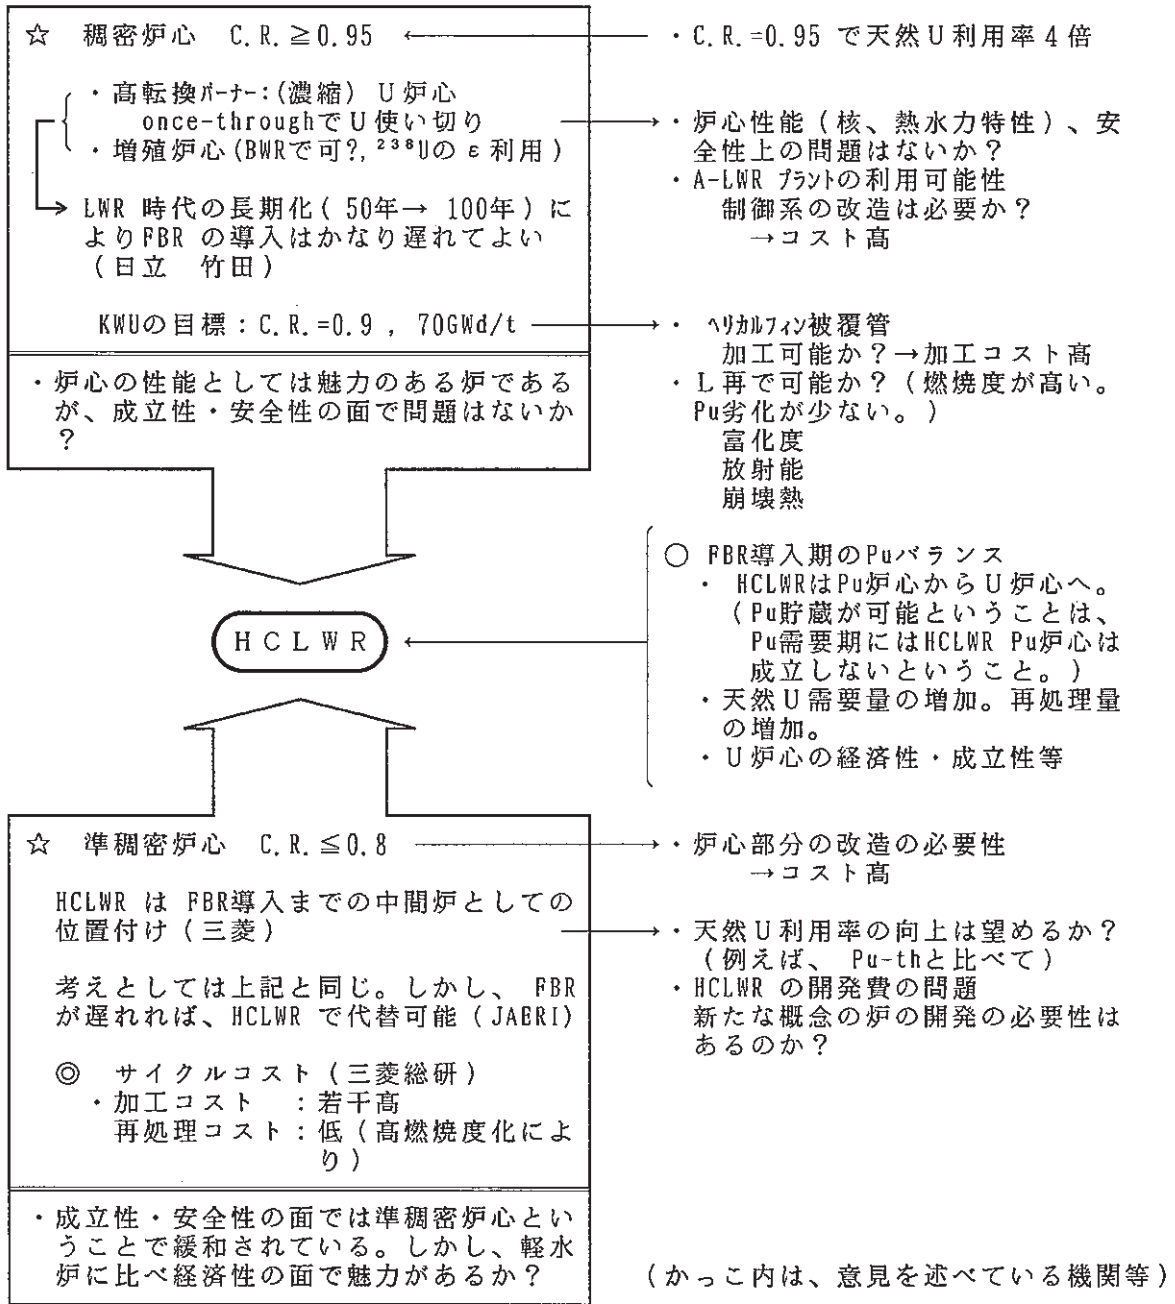 ☆ 稠密炉心 C.R.≧0.95
・高転換バーナー:(濃縮) U炉心
once-throughでU使い切り
・増殖炉心(BWRで可?,²³⁸Uのε利用)
LWR 時代の長期化(50年→ 100年)に
よりFBR の導入はかなり遅れてよい
(日立 竹田)
KWUの目標:C.R.=0.9 , 70GWd/t
・炉心の性能としては魅力のある炉である
が、成立性・安全性の面で問題はないか
?
・C.R.=0.95 で天然U利用率4倍
・炉心性能(核、熱水力特性)、安
全性上の問題はないか?
・A-LWR プラントの利用可能性
制御系の改造は必要か?
→コスト高
・ ヘリカルフィン被覆管
加工可能か?→加工コスト高
・L再で可能か?(燃焼度が高い。
Pu劣化が少ない。)
富化度
放射能
崩壊熱
HCLWR
○ FBR導入期のPuバランス
・ HCLWRはPu炉心からU炉心へ。
(Pu貯蔵が可能ということは、
Pu需要期にはHCLWR Pu炉心は
成立しないということ。)
・天然U需要量の増加。再処理量
の増加。
・U炉心の経済性・成立性等
☆ 準稠密炉心 C.R.≦0.8
HCLWR は FBR導入までの中間炉としての
位置付け(三菱)
考えとしては上記と同じ。しかし、 FBR
が遅れれば、HCLWR で代替可能(JAERI)
◎ サイクルコスト(三菱総研)
・加工コスト :若干高
再処理コスト:低(高燃焼度化によ
り)
・成立性・安全性の面では準稠密炉心とい
うことで緩和されている。しかし、軽水
炉に比べ経済性の面で魅力があるか?
・炉心部分の改造の必要性
→コスト高
・天然U利用率の向上は望めるか?
(例えば、 Pu-thと比べて)
・HCLWR の開発費の問題
新たな概念の炉の開発の必要性は
あるのか?
(かっこ内は、意見を述べている機関等)